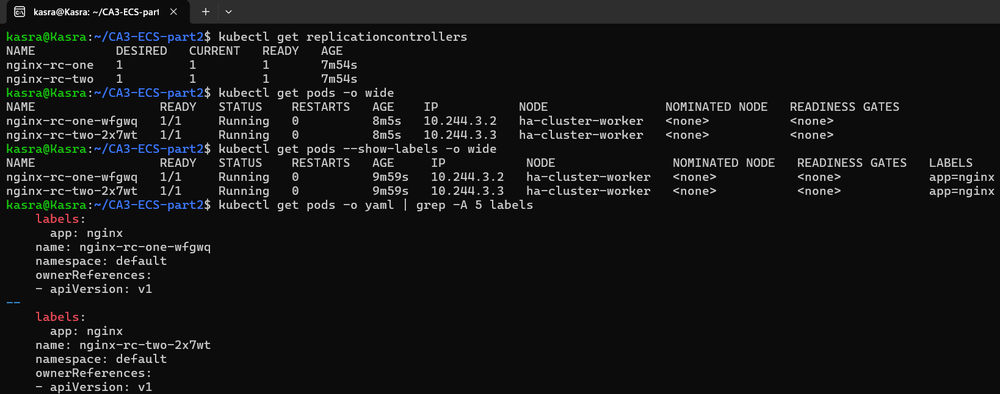 kasra@Kasra: ~/CA3-ECS-part
kasra@Kasra:~/CA3-ECS-part2$ kubectl get replicationcontrollers
NAME           DESIRED   CURRENT   READY   AGE
nginx-rc-one   1         1         1       7m54s
nginx-rc-two   1         1         1       7m54s
kasra@Kasra:~/CA3-ECS-part2$ kubectl get pods -o wide
NAME                 READY   STATUS    RESTARTS   AGE    IP           NODE                NOMINATED NODE   READINESS GATES
nginx-rc-one-wfgwq   1/1     Running   0          8m5s   10.244.3.2   ha-cluster-worker   <none>           <none>
nginx-rc-two-2x7wt   1/1     Running   0          8m5s   10.244.3.3   ha-cluster-worker   <none>           <none>
kasra@Kasra:~/CA3-ECS-part2$ kubectl get pods --show-labels -o wide
NAME                 READY   STATUS    RESTARTS   AGE     IP           NODE                NOMINATED NODE   READINESS GATES   LABELS
nginx-rc-one-wfgwq   1/1     Running   0          9m59s   10.244.3.2   ha-cluster-worker   <none>           <none>            app=nginx
nginx-rc-two-2x7wt   1/1     Running   0          9m59s   10.244.3.3   ha-cluster-worker   <none>           <none>            app=nginx
kasra@Kasra:~/CA3-ECS-part2$ kubectl get pods -o yaml | grep -A 5 labels
    labels:
      app: nginx
    name: nginx-rc-one-wfgwq
    namespace: default
    ownerReferences:
    - apiVersion: v1
--
    labels:
      app: nginx
    name: nginx-rc-two-2x7wt
    namespace: default
    ownerReferences:
    - apiVersion: v1